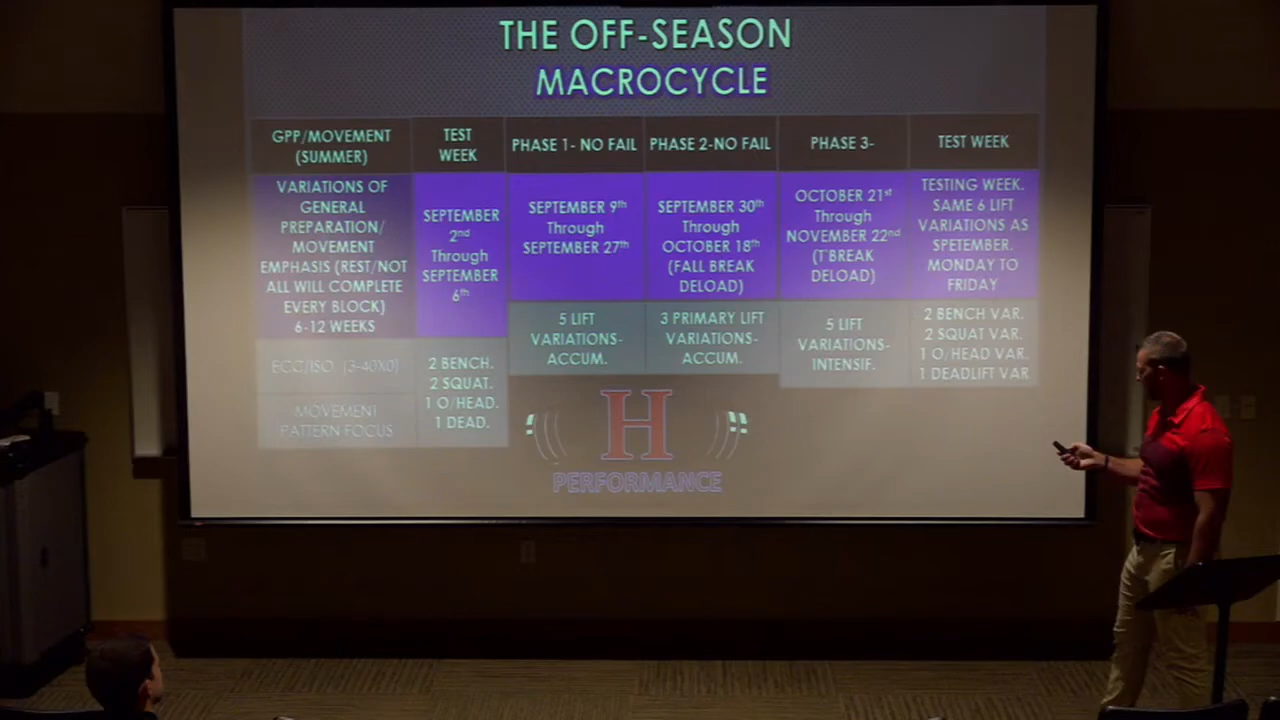 THE OFF-SEASON
MACROCYCLE
GPP/MOVEMENT
(SUMMER)
TEST
WEEK
PHASE 1- NO FAIL
PHASE 2-NO FAIL
PHASE 3-
TEST WEEK
VARIATIONS OF
GENERAL
PREPARATION/
MOVEMENT
EMPHASIS (REST/NOT
ALL WILL COMPLETE
EVERY BLOCK)
6-12 WEEKS
SEPTEMBER
2nd
Through
SEPTEMBER
6th
SEPTEMBER 9th
Through
SEPTEMBER 27th
SEPTEMBER 30th
Through
OCTOBER 18th
(FALL BREAK
DELOAD)
OCTOBER 21st
Through
NOVEMBER 22nd
(T'BREAK
DELOAD)
TESTING WEEK.
SAME 6 LIFT
VARIATIONS AS
SPETEMBER.
MONDAY TO
FRIDAY
ECC/ISO. (3-40X0)
MOVEMENT
PATTERN FOCUS
2 BENCH.
2 SQUAT.
1 O/HEAD.
1 DEAD.
5 LIFT
VARIATIONS-
ACCUM.
3 PRIMARY LIFT
VARIATIONS-
ACCUM.
5 LIFT
VARIATIONS-
INTENSIF.
2 BENCH VAR.
2 SQUAT VAR.
1 O/HEAD VAR.
1 DEADLIFT VAR
H
PERFORMANCE